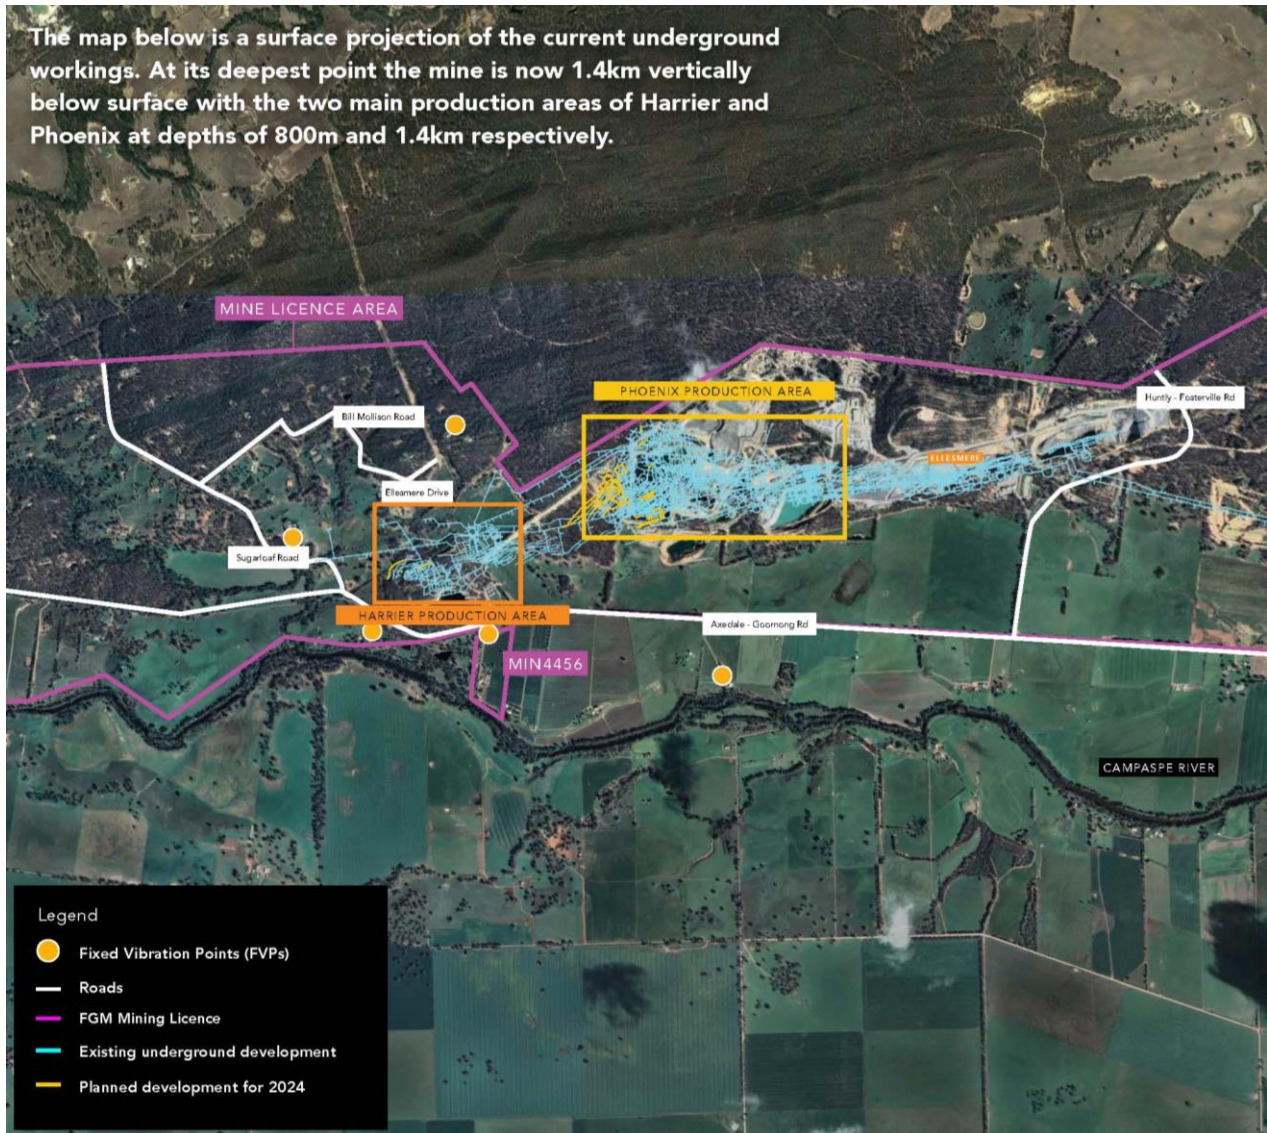 The map below is a surface projection of the current underground
workings. At its deepest point the mine is now 1.4km vertically
below surface with the two main production areas of Harrier and
Phoenix at depths of 800m and 1.4km respectively.
MINE LICENCE AREA
PHOENIX PRODUCTION AREA
Huntly - Fosterville Rd
Bill Mollison Road
ELLESMERE
Ellesmere Drive
Sugarloaf Road
HARRIER PRODUCTION AREA
Axedale - Goornong Rd
MIN4456
CAMPASPE RIVER
Legend
Fixed Vibration Points (FVPs)
Roads
FGM Mining Licence
Existing underground development
Planned development for 2024